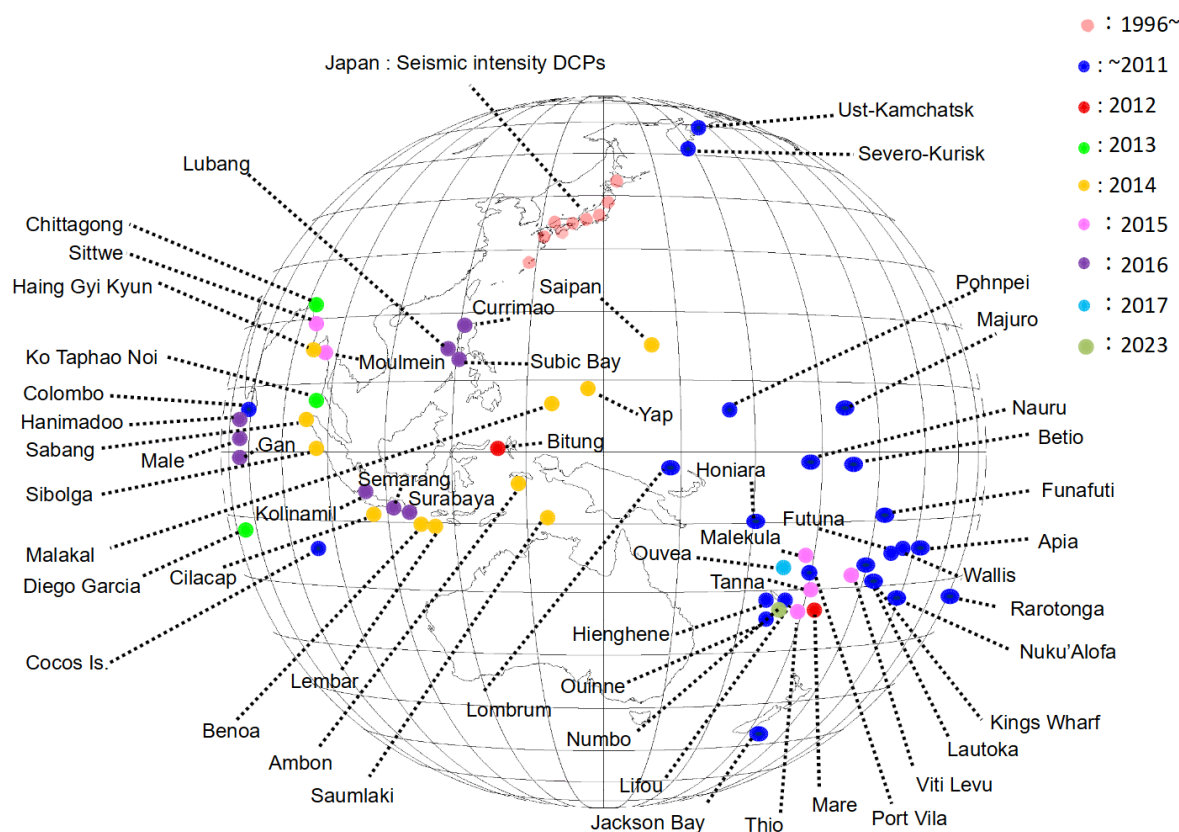 : 1996~
Japan : Seismic intensity DCPs
: ~2011
Ust-Kamchatsk
: 2012
Severo-Kurisk
Lubang
: 2013
: 2014
Chittagong
: 2015
Sittwe
: 2016
Haing Gyi Kyun
Saipan
Pohnpei
: 2017
Currimao
Majuro
: 2023
Ko Taphao Noi
Moulmein
Subic Bay
Colombo
Nauru
Hanimadoo
Yap
Betio
Sabang
Male
Gan
Bitung
Honiara
Sibolga
Semarang
Surabaya
Funafuti
Kolinamil
Futuna
Malekula
Apia
Malakal
Ouvea
Diego Garcia
Cilacap
Tanna
Wallis
Rarotonga
Hienghene
Nuku'Alofa
Cocos Is.
Lembar
Ouinne
Lombrum
Kings Wharf
Benoa
Numbo
Lautoka
Ambon
Lifou
Viti Levu
Saumlaki
Mare
Port Vila
Jackson Bay
Thio